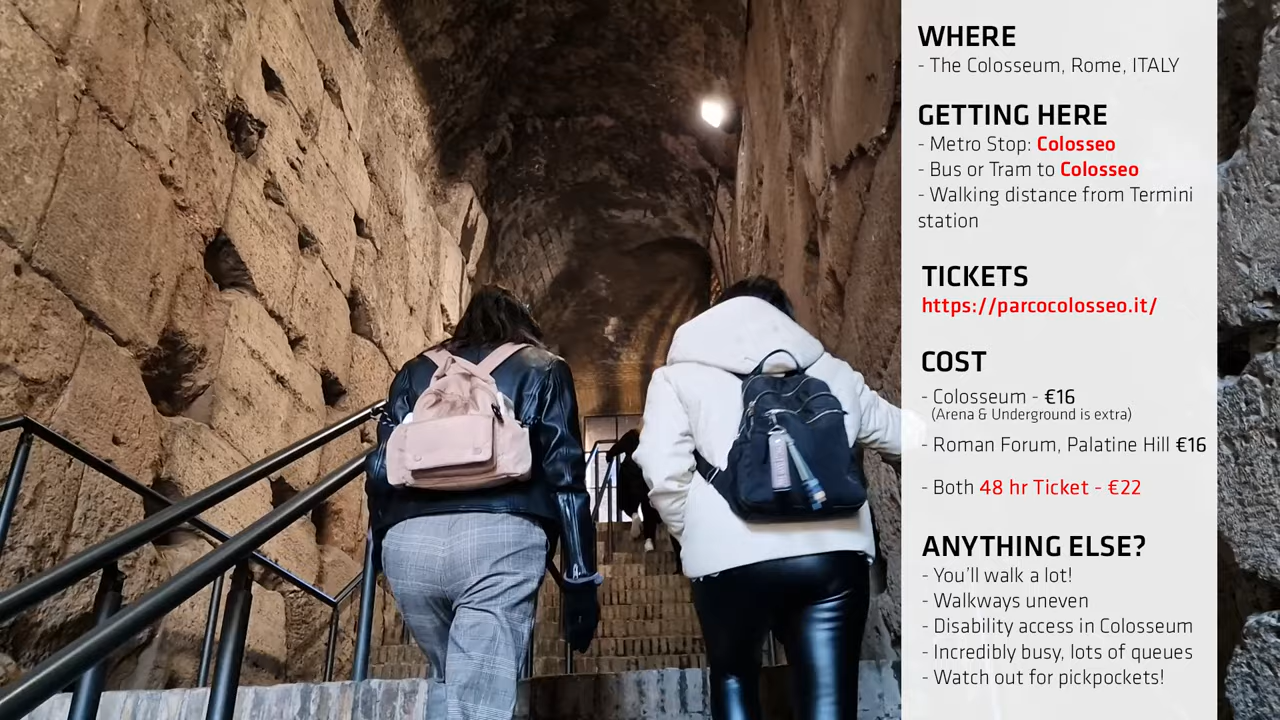 WHERE
- The Colosseum, Rome, ITALY
GETTING HERE
- Metro Stop: Colosseo
- Bus or Tram to Colosseo
- Walking distance from Termini
station
TICKETS
https://parcocolosseo.it/
COST
- Colosseum - €16
(Arena & Underground is extra)
- Roman Forum, Palatine Hill €16
- Both 48 hr Ticket - €22
ANYTHING ELSE?
- You'll walk a lot!
- Walkways uneven
- Disability access in Colosseum
- Incredibly busy, lots of queues
- Watch out for pickpockets!